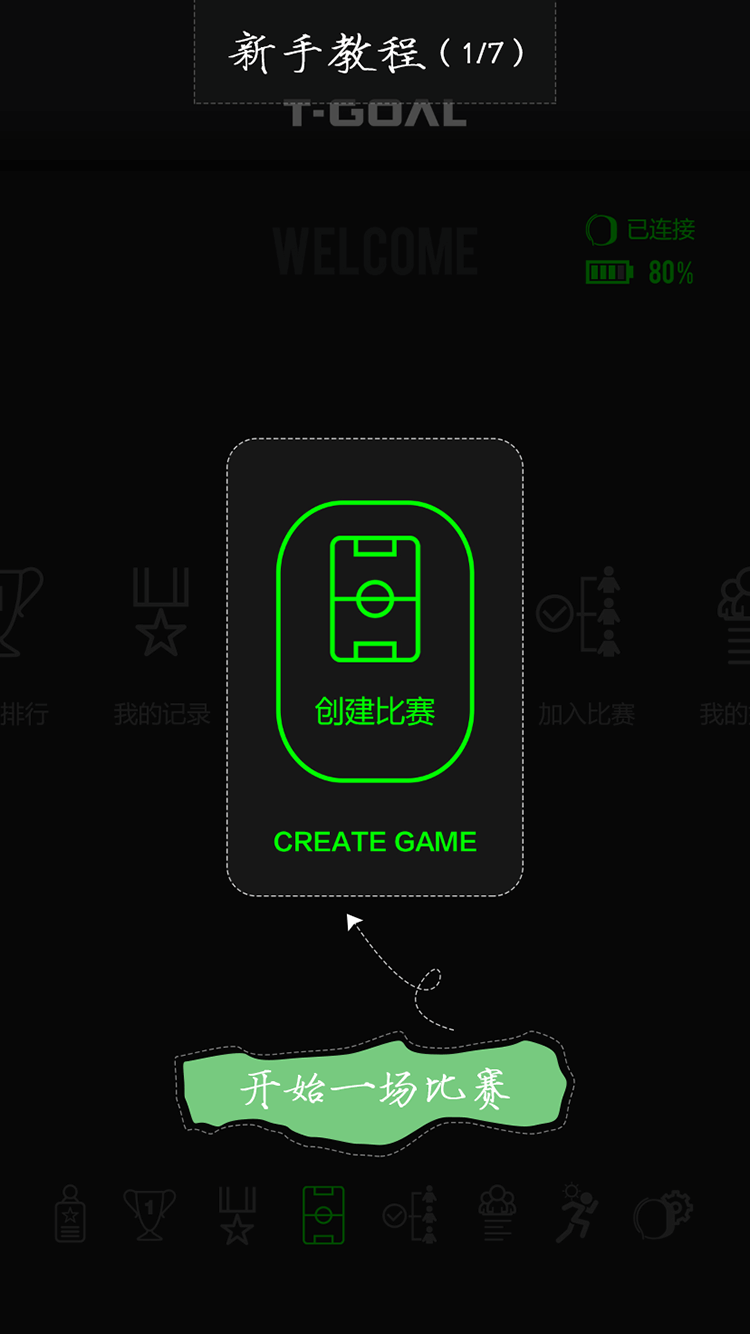 新手教程（1/7）
T-GOAL
WELCOME
已连接
80%
创建比赛
排行
我的记录
加入比赛
我的
CREATE GAME
开始一场比赛
1